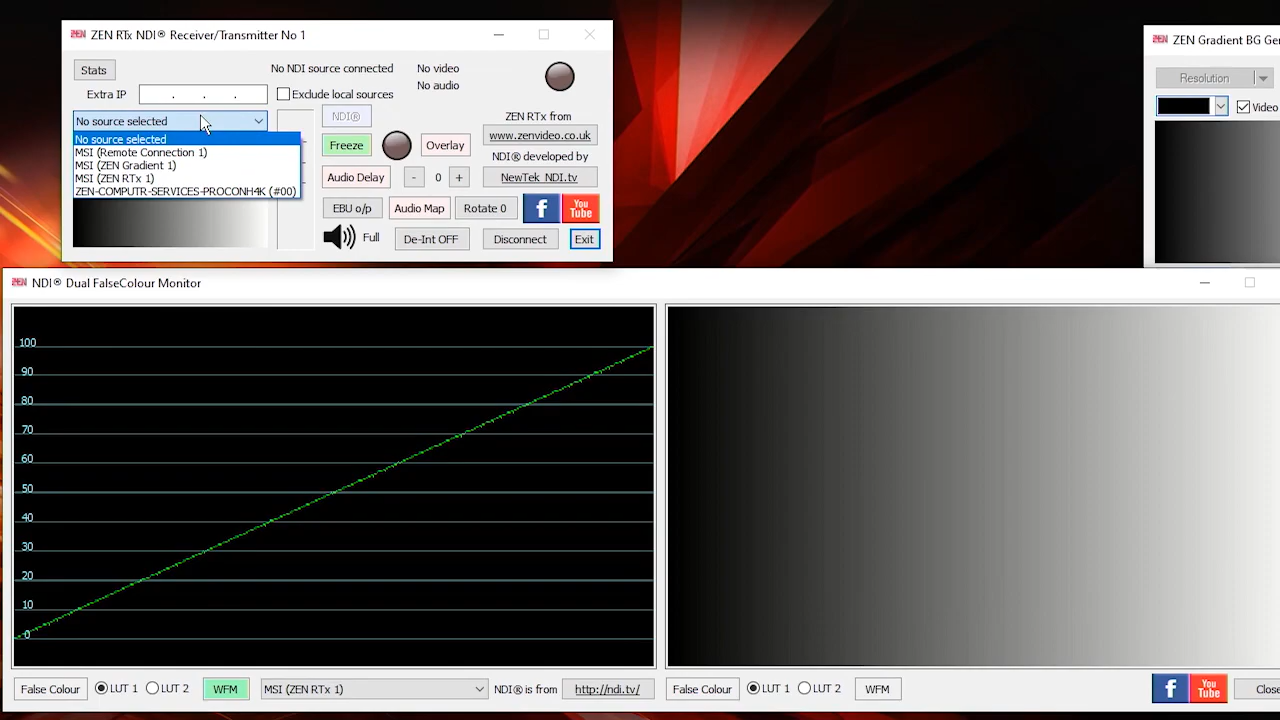 ZEN RTx NDI® Receiver/Transmitter No 1
Stats
No NDI source connected
No video
No audio
Extra IP
. . .
Exclude local sources
No source selected
No source selected
MSI (Remote Connection 1)
MSI (ZEN Gradient 1)
MSI (ZEN RTx 1)
ZEN-COMPUTR-SERVICES-PROCONH4K (#00)
NDI®
Freeze
Overlay
Audio Delay
- 0 +
EBU o/p
Audio Map
Rotate 0
Full
De-Int OFF
Disconnect
Exit
ZEN RTx from
www.zenvideo.co.uk
NDI® developed by
NewTek NDI.tv
f
You
Tube
ZEN
ZEN Gradient BG Ger
Resolution
Video
ZEN
NDI® Dual FalseColour Monitor
100
90
80
70
60
50
40
30
20
10
0
False Colour
LUT 1
LUT 2
WFM
MSI (ZEN RTx 1)
NDI® is from
http://ndi.tv/
False Colour
LUT 1
LUT 2
WFM
f
You
Tube
Close